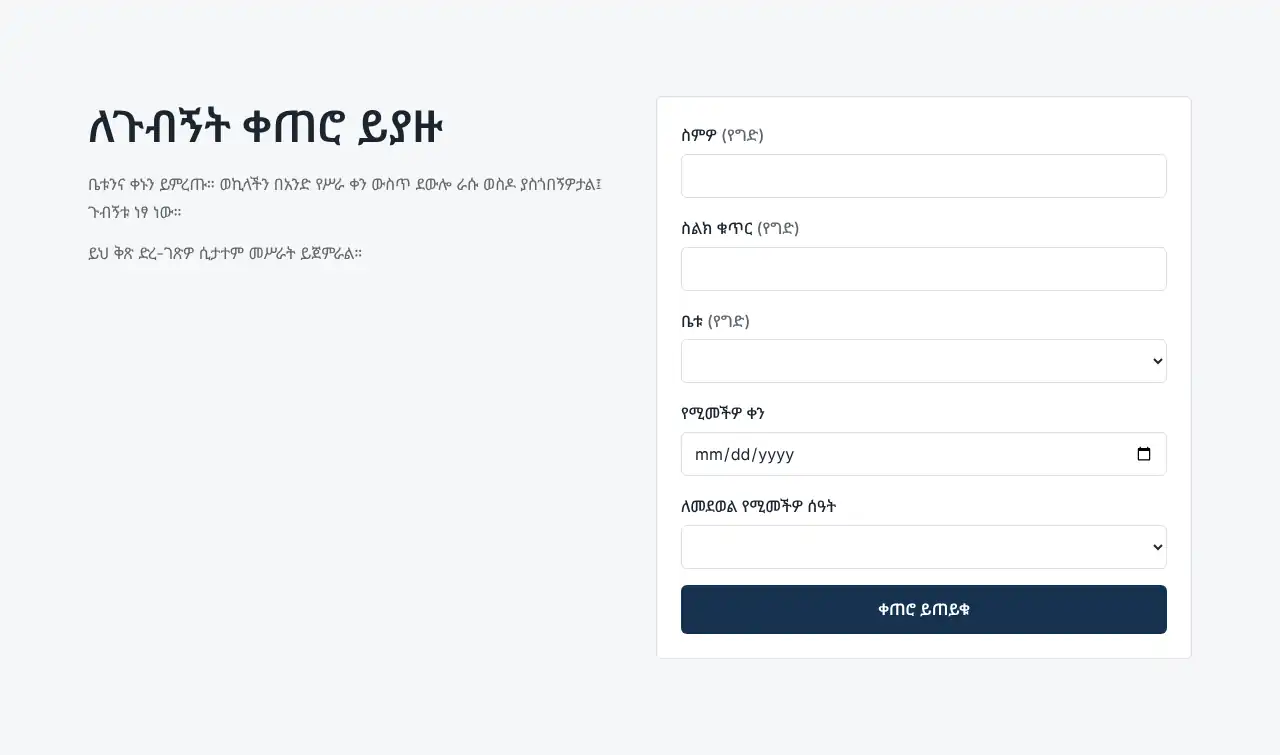 ለጉብኝት ቀጠሮ ይያዙ
ቤቱንና ቀኑን ይምረጡ። ወኪላችን በአንድ የሥራ ቀን ውስጥ ደውሎ ራሱ ወስዶ ያስጎበኝዎታል፤
ጉብኝቱ ነፃ ነው።
ይህ ቅጽ ድረ-ገጽዎ ሲታተም መሥራት ይጀምራል።
ስምዎ (የግድ)
ስልክ ቁጥር (የግድ)
ቤቱ (የግድ)
የሚመችዎ ቀን
mm/dd/yyyy
ለመደወል የሚመችዎ ሰዓት
ቀጠሮ ይጠይቁ